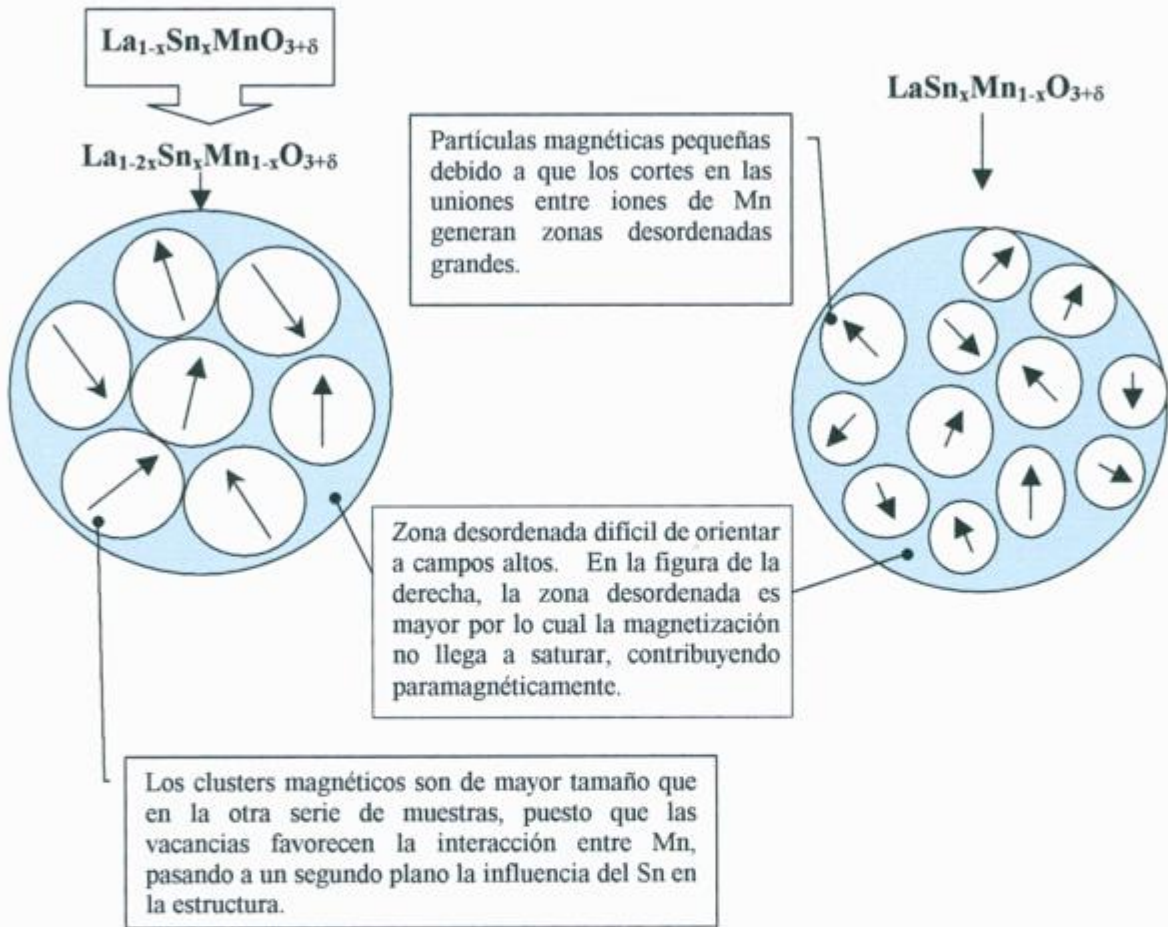 La₁₋ₓSnₓMnO₃₊δ
La₁₋₂ₓSnₓMn₁₋ₓO₃₊δ
LaSnₓMn₁₋ₓO₃₊δ
Partículas magnéticas pequeñas
debido a que los cortes en las
uniones entre iones de Mn
generan zonas desordenadas
grandes.
Zona desordenada difícil de orientar
a campos altos. En la figura de la
derecha, la zona desordenada es
mayor por lo cual la magnetización
no llega a saturar, contribuyendo
paramagnéticamente.
Los clusters magnéticos son de mayor tamaño que
en la otra serie de muestras, puesto que las
vacancias favorecen la interacción entre Mn,
pasando a un segundo plano la influencia del Sn en
la estructura.